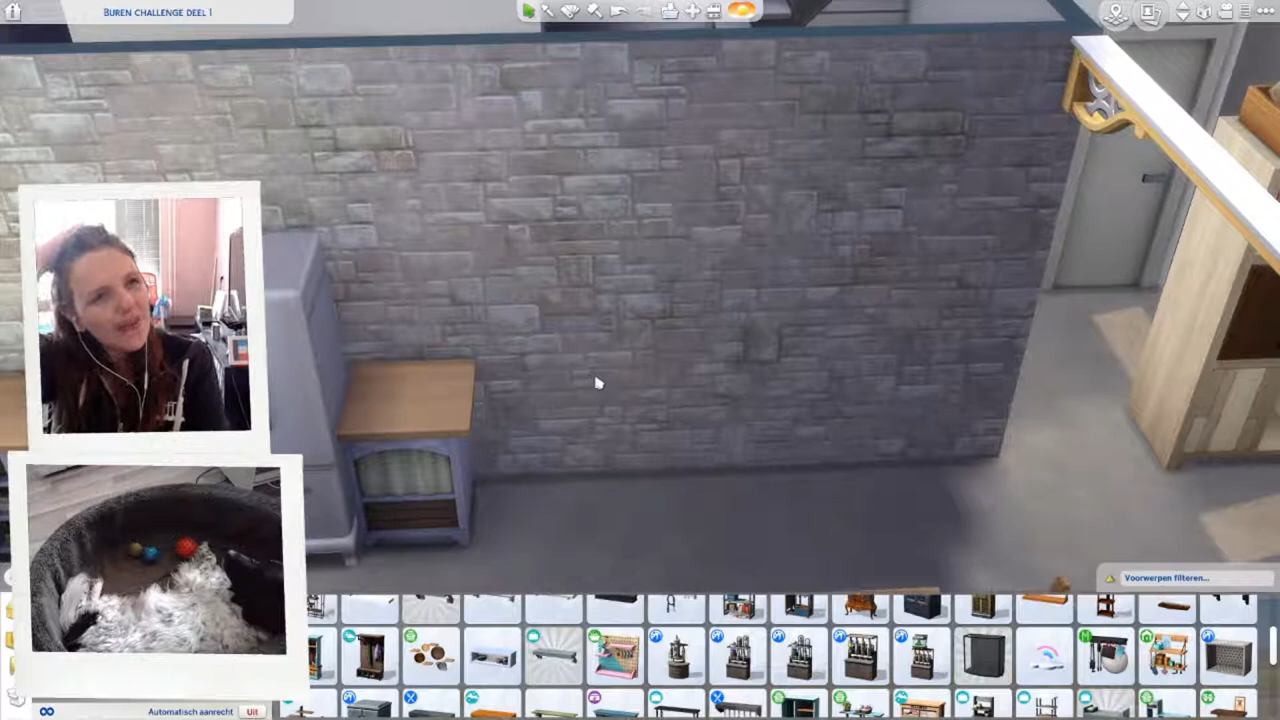 BUREN CHALLENGE DEEL 1
Voorwerpen filteren...
Automatisch aanrecht
Uit